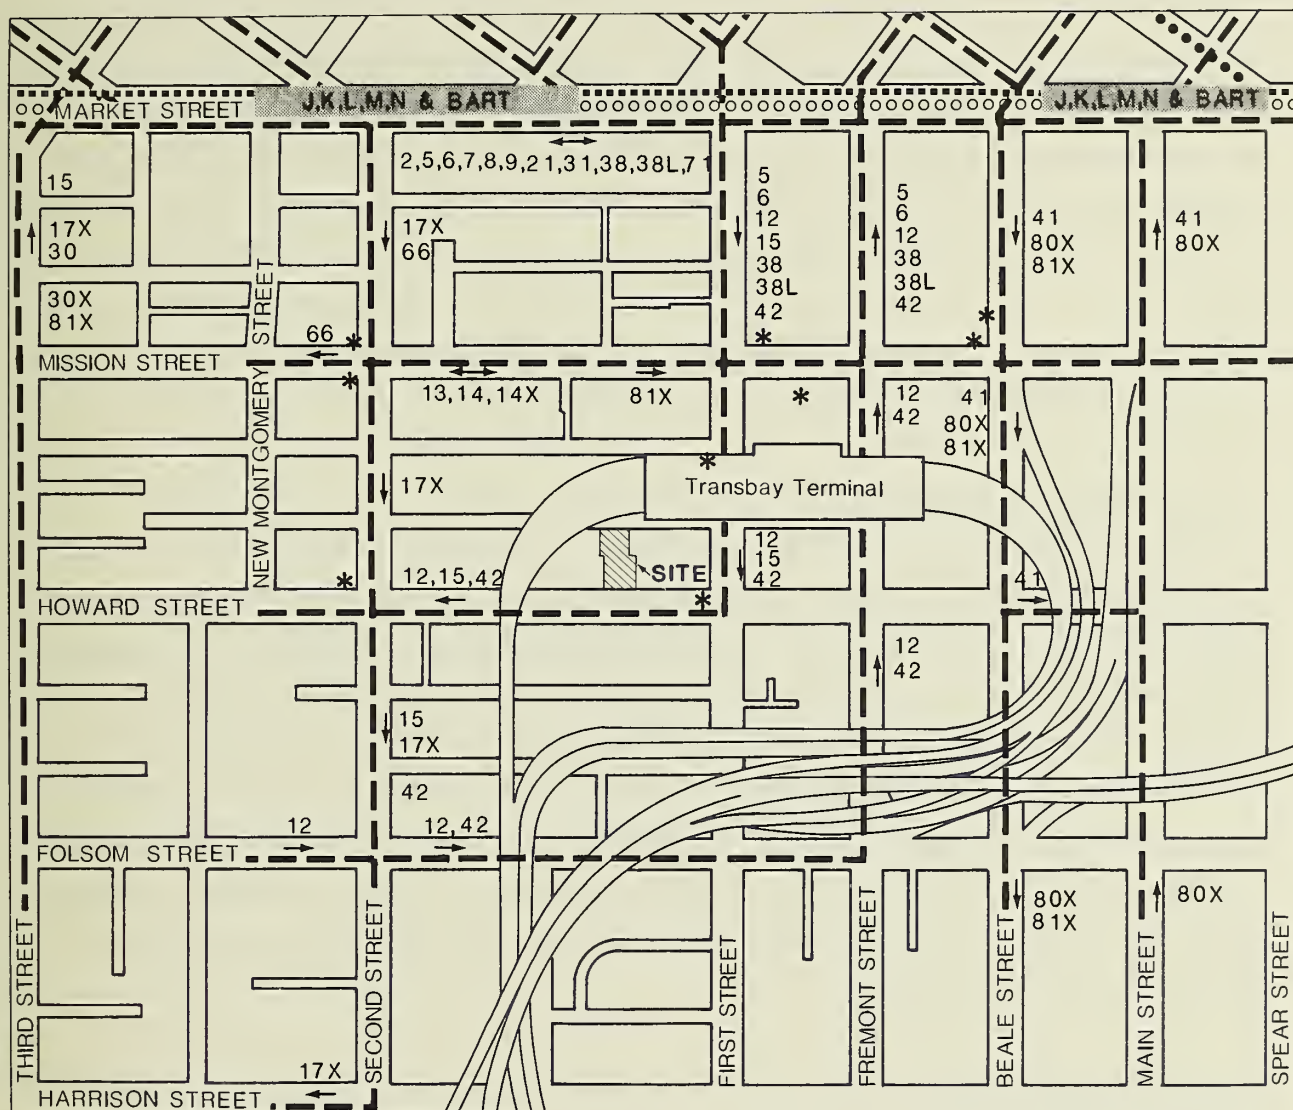 J,K,L,M,N & BART
J,K,L,M,N & BART
MARKET STREET
2,5,6,7,8,9,21,31,38,38L,71
15
17X
30
30X
81X
17X
66
5
6
12
15
38
38L
42
5
6
12
38
38L
42
41
80X
81X
41
80X
66
MISSION STREET
13,14,14X
81X
12
42
41
80X
81X
NEW MONTGOMERY STREET
17X
Transbay Terminal
12,15,42
SITE
12
15
42
41
HOWARD STREET
12
42
15
17X
42
12
12,42
FOLSOM STREET
80X
81X
80X
THIRD STREET
SECOND STREET
FIRST STREET
FREMONT STREET
BEALE STREET
MAIN STREET
SPEAR STREET
17X
HARRISON STREET